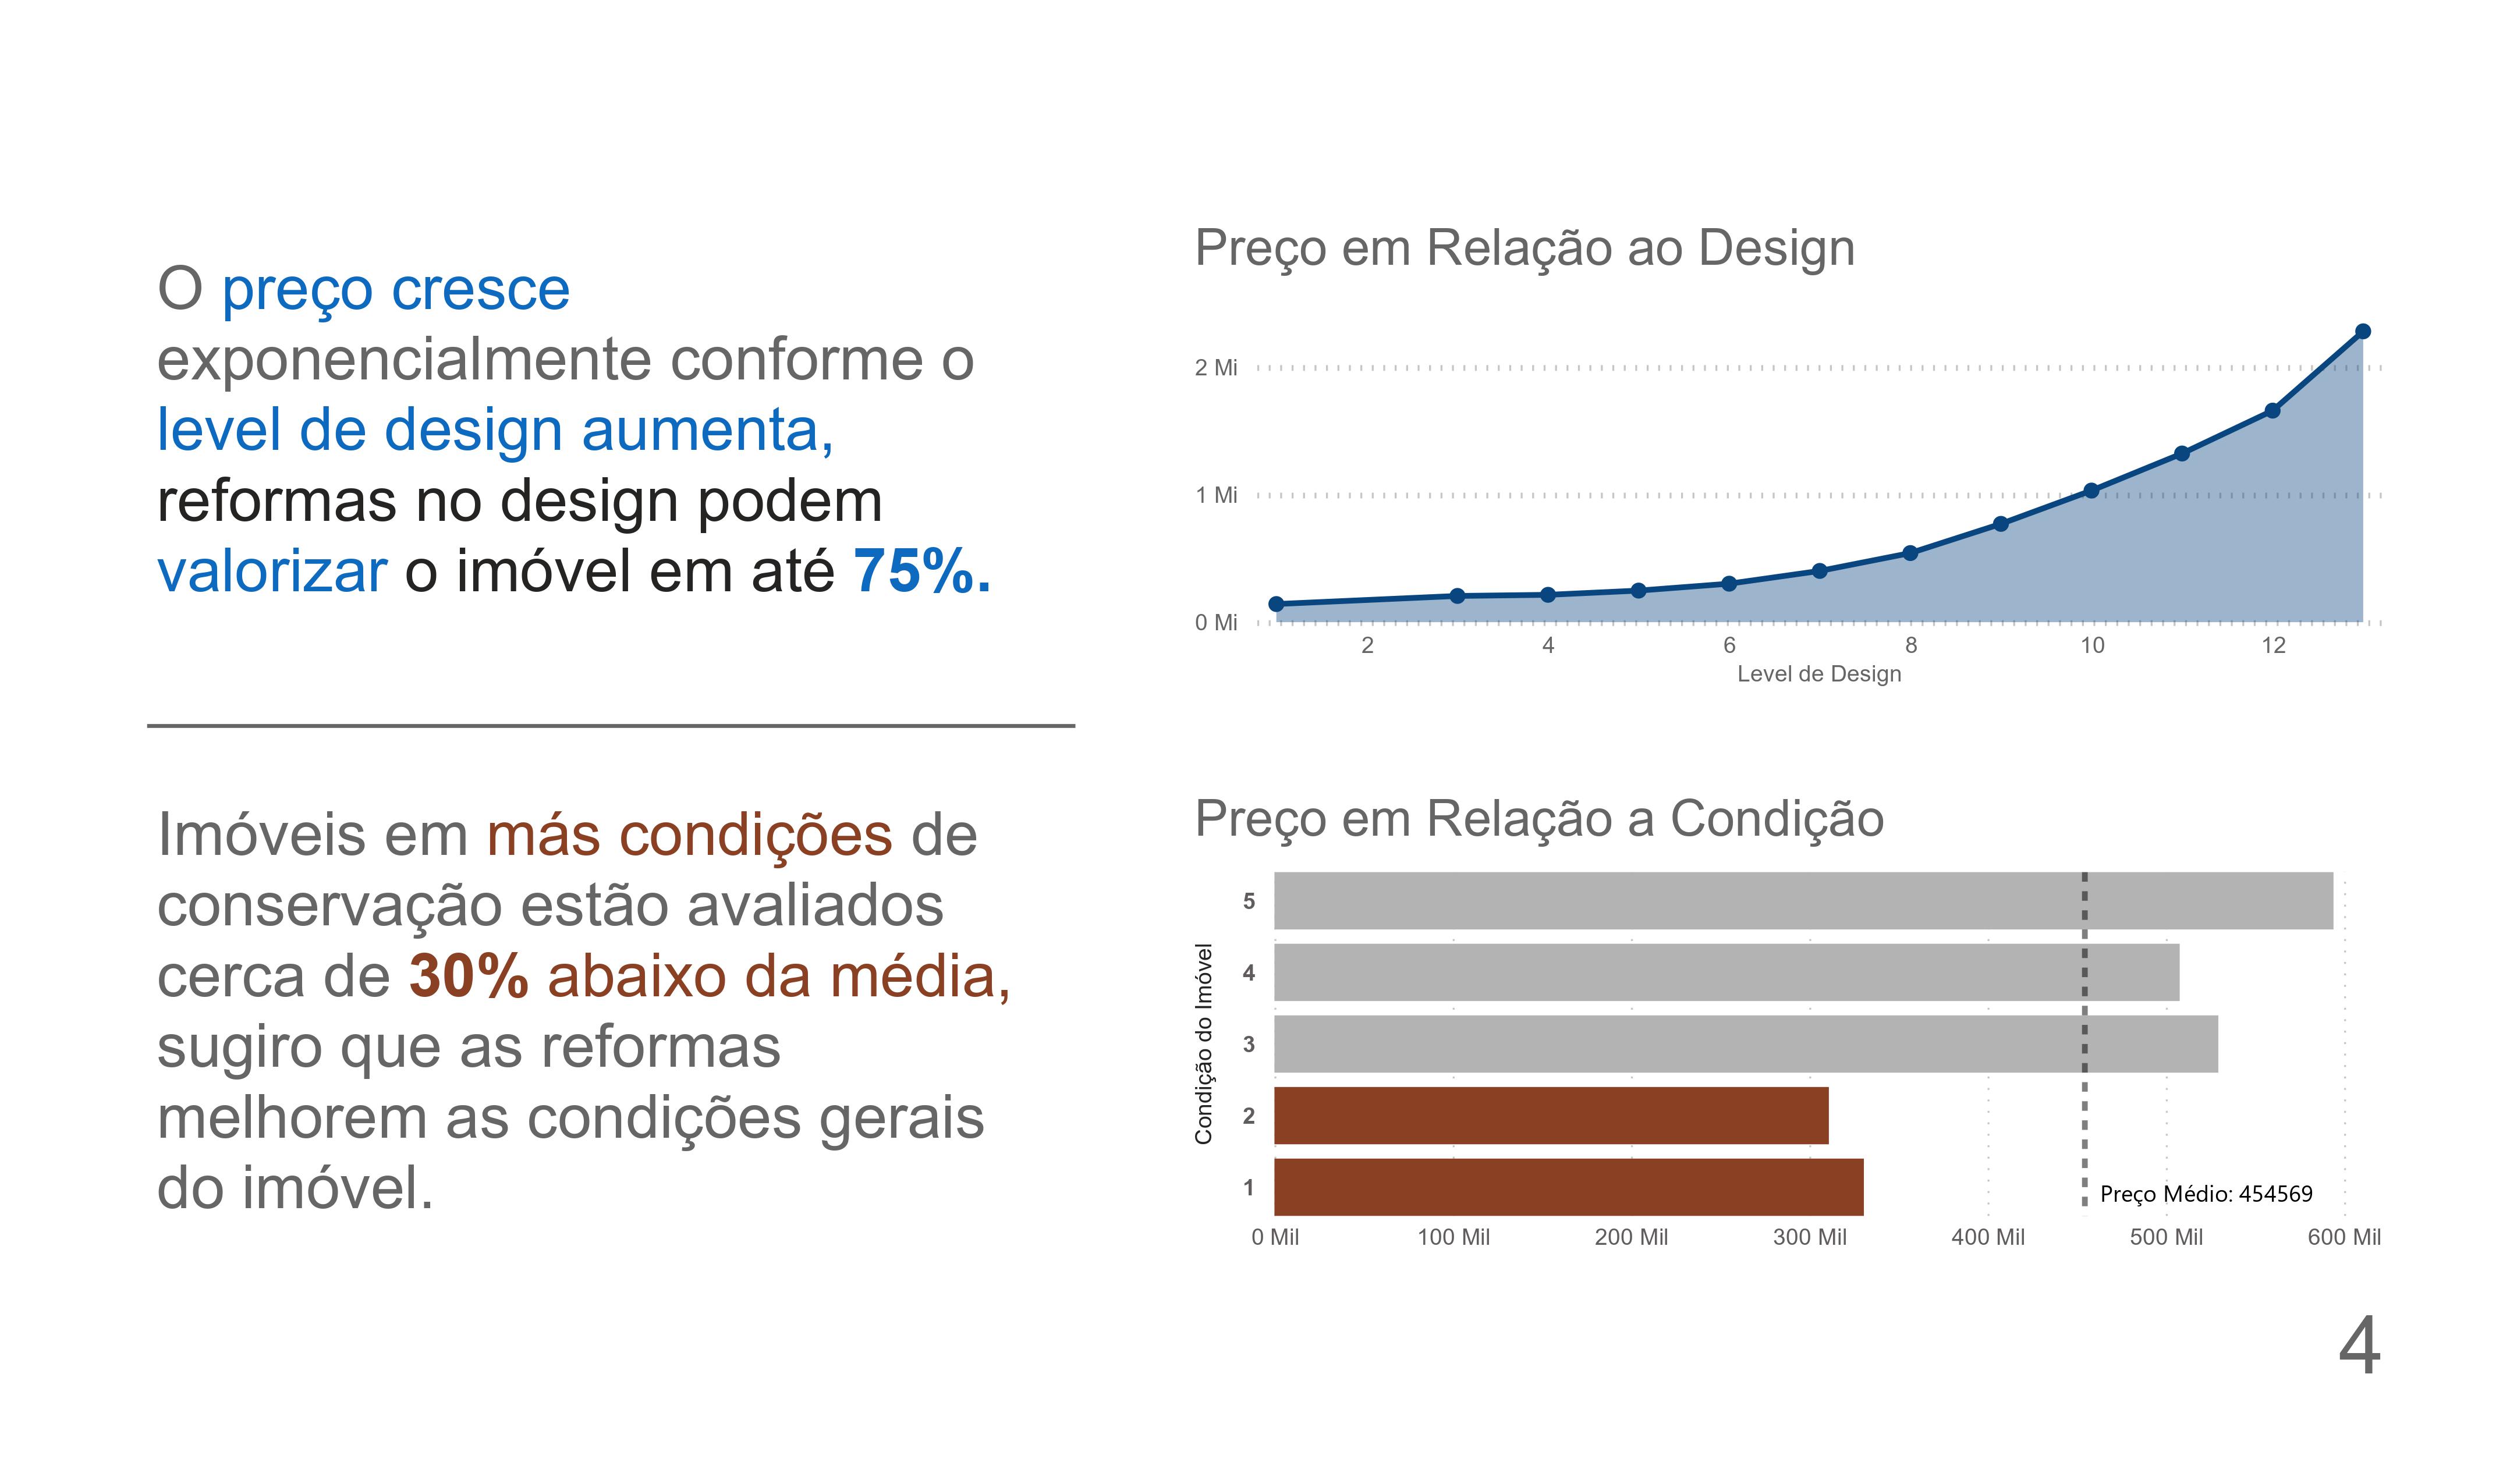 O preço cresce
exponencialmente conforme o
level de design aumenta,
reformas no design podem
valorizar o imóvel em até 75%.
Imóveis em más condições de
conservação estão avaliados
cerca de 30% abaixo da média,
sugiro que as reformas
melhorem as condições gerais
do imóvel.
Preço em Relação ao Design
2 Mi
1 Mi
0 Mi
2 4 6 8 10 12
Level de Design
Preço em Relação a Condição
Condição do Imóvel
5
4
3
2
1
Preço Médio: 454569
0 Mil 100 Mil 200 Mil 300 Mil 400 Mil 500 Mil 600 Mil
4